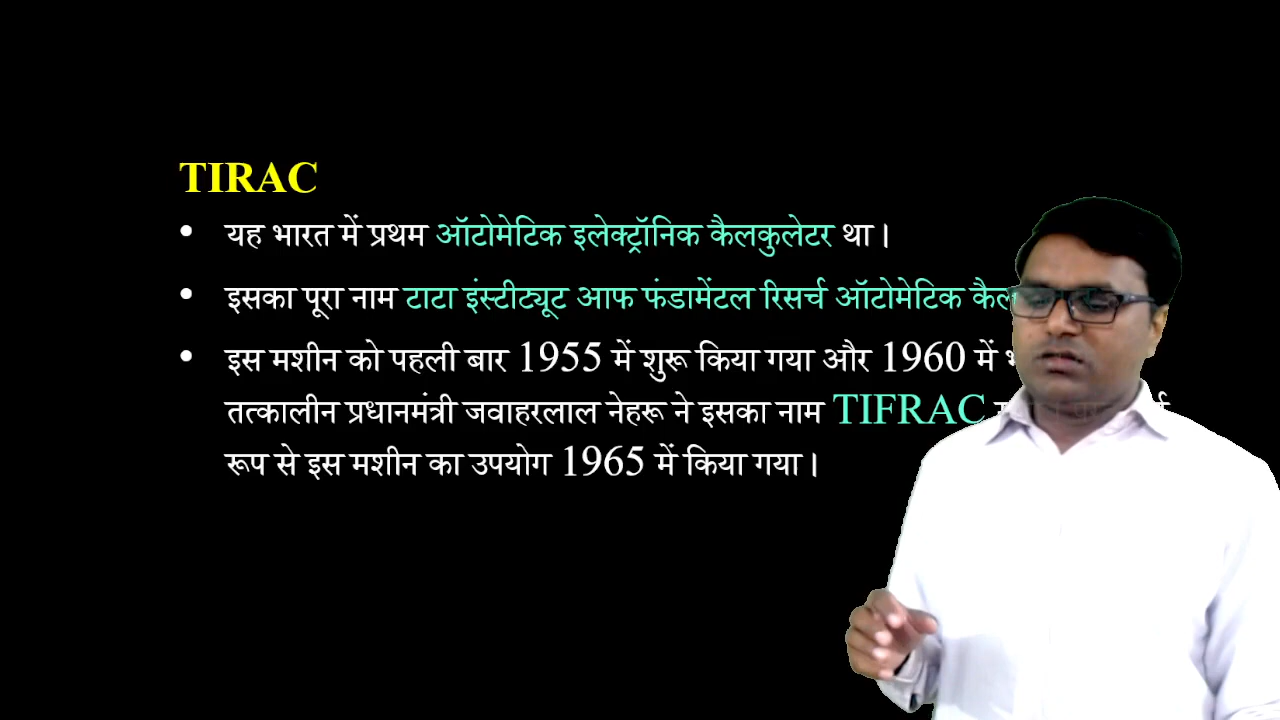 TIRAC
• यह भारत में प्रथम ऑटोमेटिक इलेक्ट्रॉनिक कैलकुलेटर था।
• इसका पूरा नाम टाटा इंस्टीट्यूट आफ फंडामेंटल रिसर्च ऑटोमेटिक
• इस मशीन को पहली बार 1955 में शुरू किया गया और 1960 में
तत्कालीन प्रधानमंत्री जवाहरलाल नेहरू ने इसका नाम TIFRAC
रूप से इस मशीन का उपयोग 1965 में किया गया।